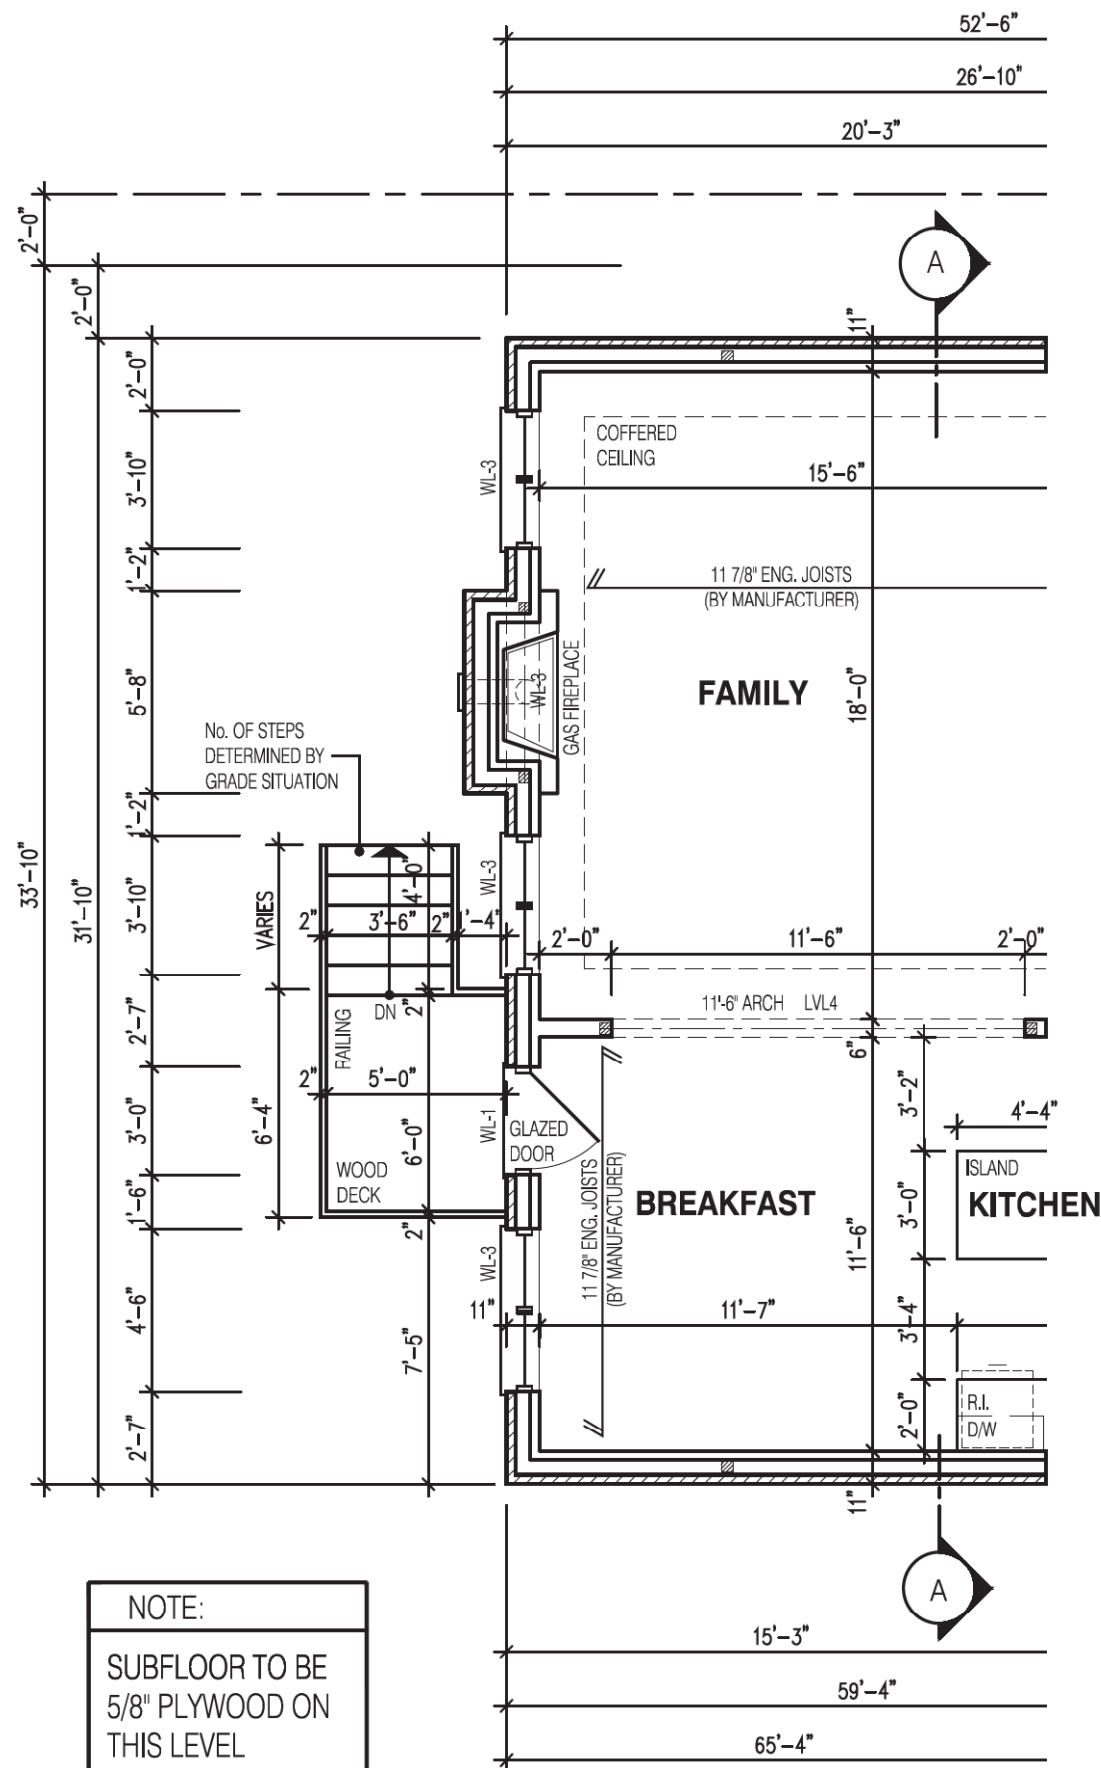 52'-6"
26'-10"
20'-3"
2'-0"
2'-0"
A
11"
2'-0"
COFFERED
CEILING
3'-10"
WL-3
15'-6"
1'-2"
11 7/8" ENG. JOISTS
(BY MANUFACTURER)
5'-8"
WL-3
GAS FIREPLACE
FAMILY
18'-0"
No. OF STEPS
DETERMINED BY
GRADE SITUATION
1'-2"
33'-10"
31'-10"
3'-10"
VARIES
4'-0"
WL-3
2"
3'-6"
2"
1'-4"
2'-0"
11'-6"
2'-0"
2'-7"
RAILING
DN
2"
11'-6" ARCH LVL4
6"
2"
5'-0"
3'-2"
4'-4"
3'-0"
6'-4"
6'-0"
WL-1
GLAZED
DOOR
WOOD
DECK
ISLAND
KITCHEN
BREAKFAST
1'-6"
2"
11 7/8" ENG. JOISTS
(BY MANUFACTURER)
3'-0"
11'-6"
WL-3
4'-6"
11"
11'-7"
3'-4"
7'-5"
R.I.
D/W
2'-0"
2'-7"
11"
A
NOTE:
SUBFLOOR TO BE
5/8" PLYWOOD ON
THIS LEVEL
15'-3"
59'-4"
65'-4"